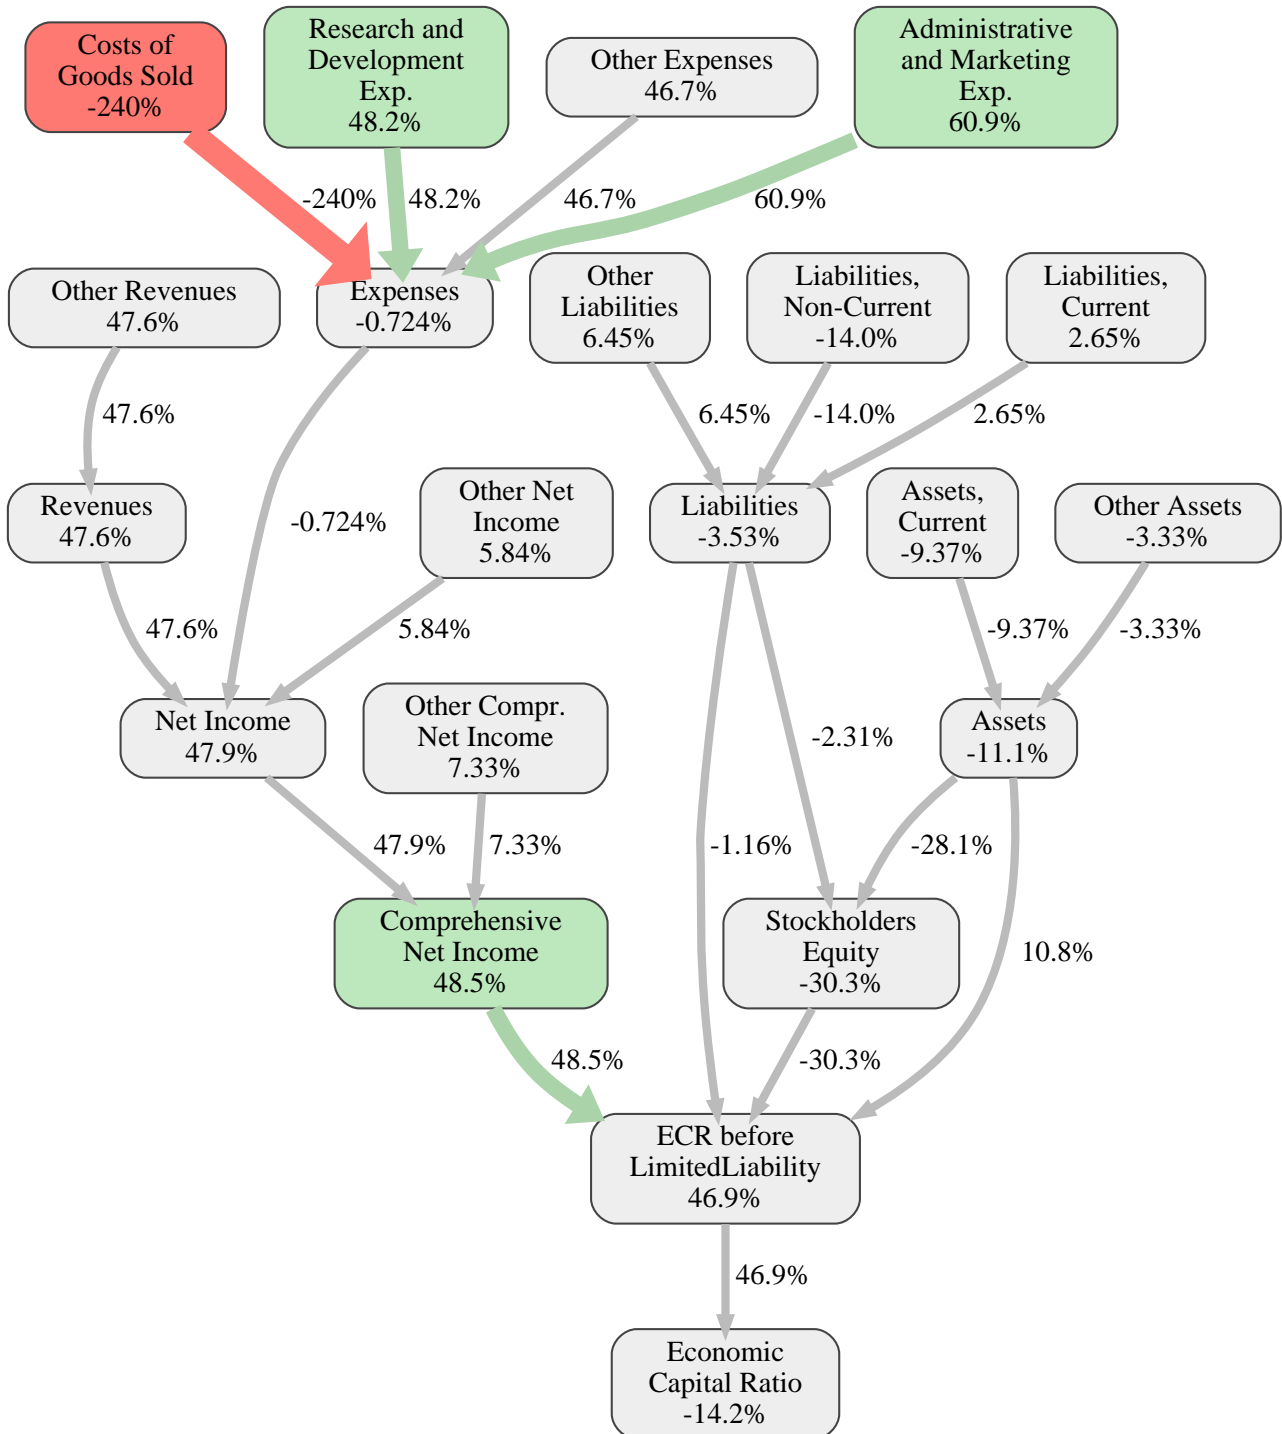 Costs of
Goods Sold
-240%
Research and
Development
Exp.
48.2%
Other Expenses
46.7%
Administrative
and Marketing
Exp.
60.9%
-240%
48.2%
46.7%
60.9%
Other Revenues
47.6%
Expenses
-0.724%
Other
Liabilities
6.45%
Liabilities,
Non-Current
-14.0%
Liabilities,
Current
2.65%
47.6%
6.45%
-14.0%
2.65%
Revenues
47.6%
-0.724%
Other Net
Income
5.84%
Liabilities
-3.53%
Assets,
Current
-9.37%
Other Assets
-3.33%
47.6%
5.84%
-9.37%
-3.33%
Net Income
47.9%
Other Compr.
Net Income
7.33%
-2.31%
Assets
-11.1%
47.9%
7.33%
-1.16%
-28.1%
Comprehensive
Net Income
48.5%
Stockholders
Equity
-30.3%
10.8%
48.5%
-30.3%
ECR before
LimitedLiability
46.9%
46.9%
Economic
Capital Ratio
-14.2%